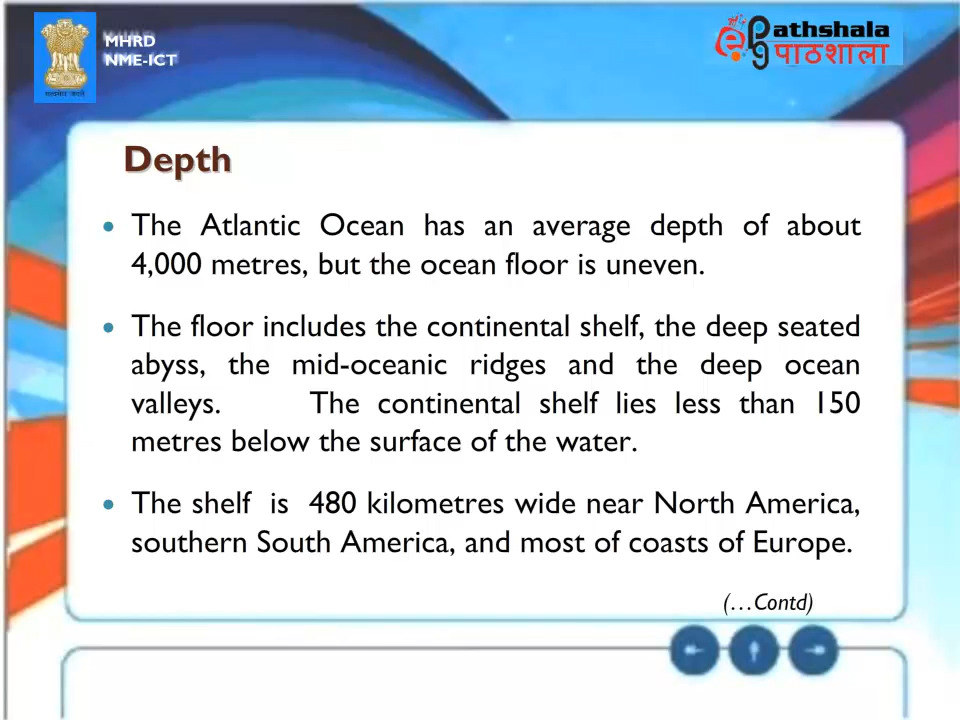 MHRD
NME-ICT
Pathshala
पाठशाला
Depth
• The Atlantic Ocean has an average depth of about
4,000 metres, but the ocean floor is uneven.
• The floor includes the continental shelf, the deep seated
abyss, the mid-oceanic ridges and the deep ocean
valleys. The continental shelf lies less than 150
metres below the surface of the water.
• The shelf is 480 kilometres wide near North America,
southern South America, and most of coasts of Europe.
(…Contd)